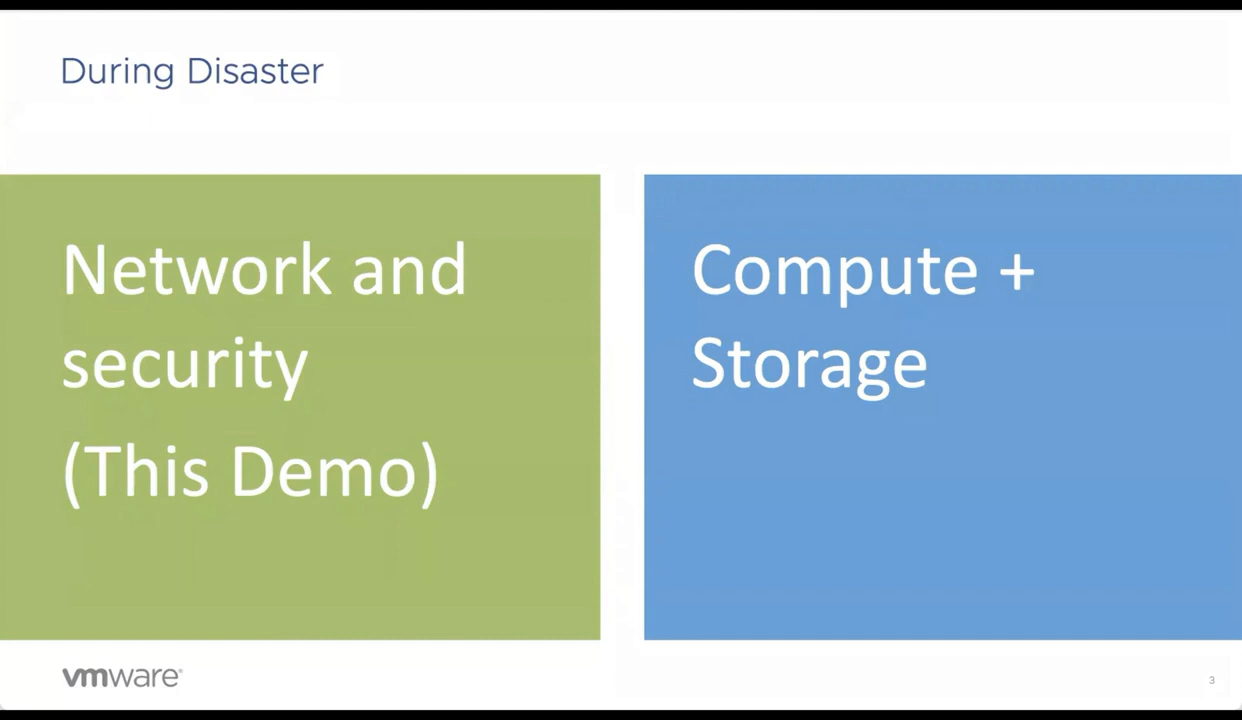 During Disaster
Network and
security
(This Demo)
Compute +
Storage
vmware®
3